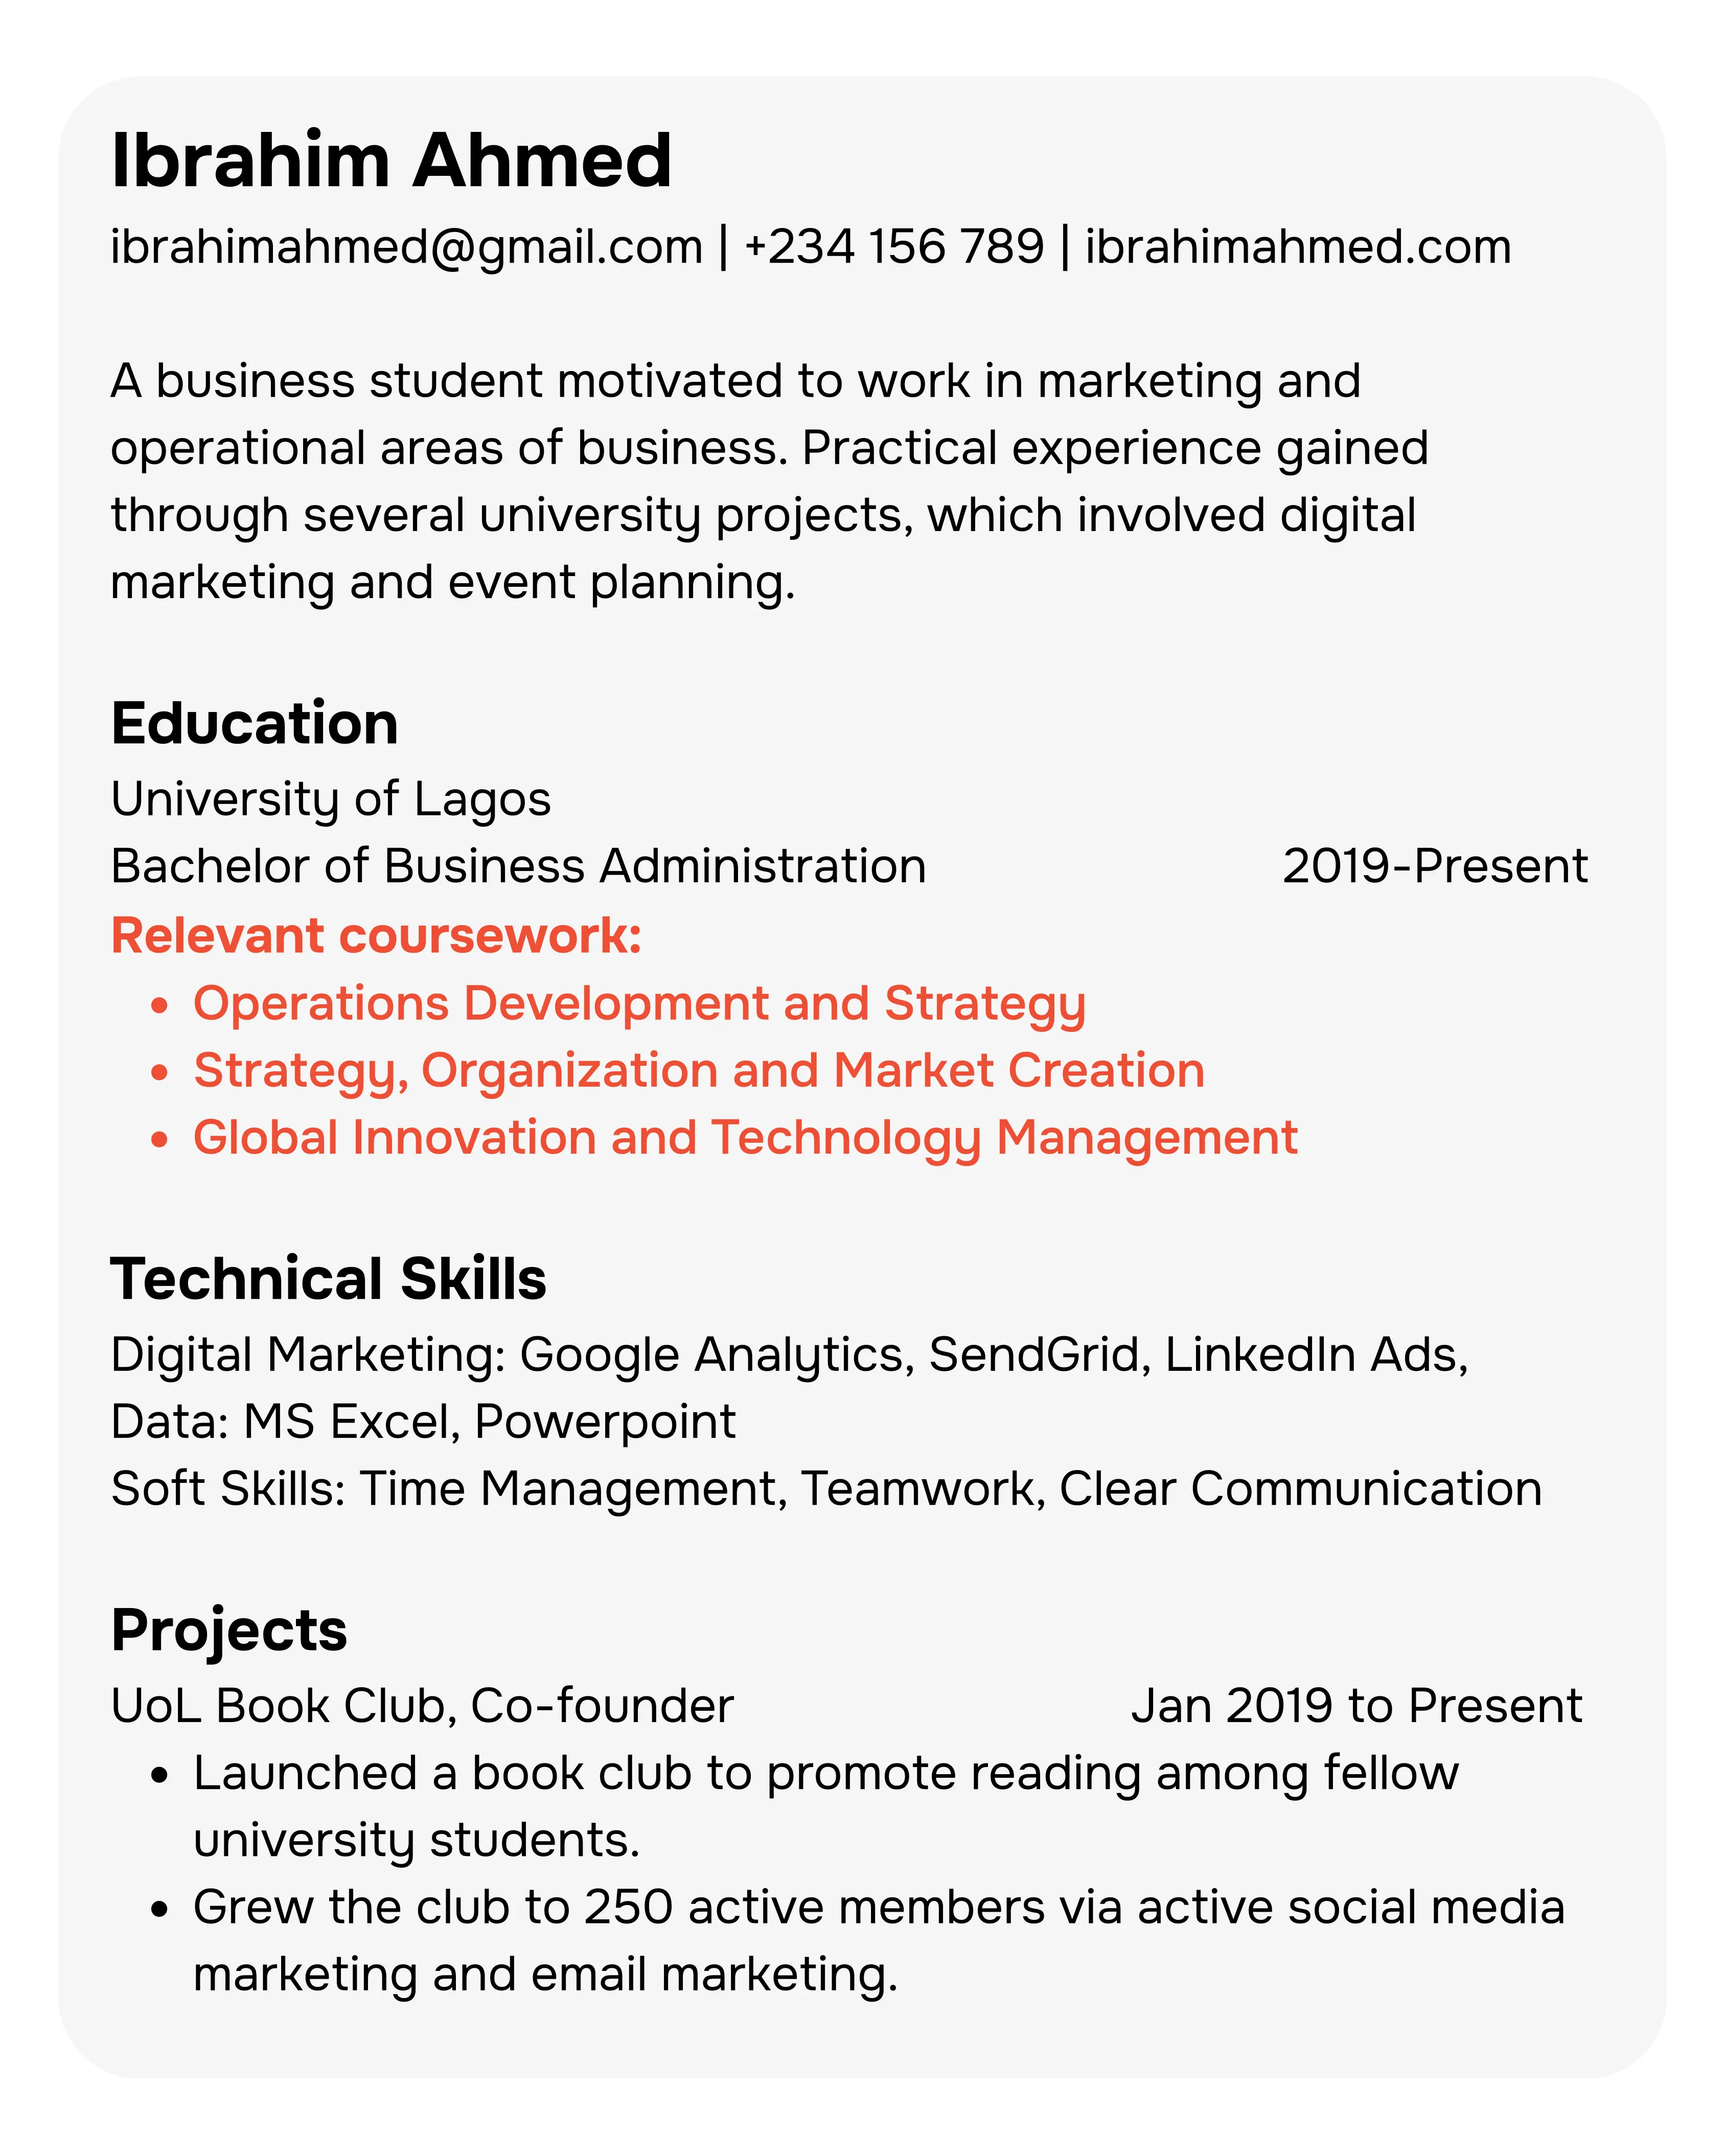 Ibrahim Ahmed
ibrahimahmed@gmail.com | +234 156 789 | ibrahimahmed.com
A business student motivated to work in marketing and
operational areas of business. Practical experience gained
through several university projects, which involved digital
marketing and event planning.
Education
University of Lagos
Bachelor of Business Administration 2019-Present
Relevant coursework:
• Operations Development and Strategy
• Strategy, Organization and Market Creation
• Global Innovation and Technology Management
Technical Skills
Digital Marketing: Google Analytics, SendGrid, LinkedIn Ads,
Data: MS Excel, Powerpoint
Soft Skills: Time Management, Teamwork, Clear Communication
Projects
UoL Book Club, Co-founder Jan 2019 to Present
• Launched a book club to promote reading among fellow
university students.
• Grew the club to 250 active members via active social media
marketing and email marketing.